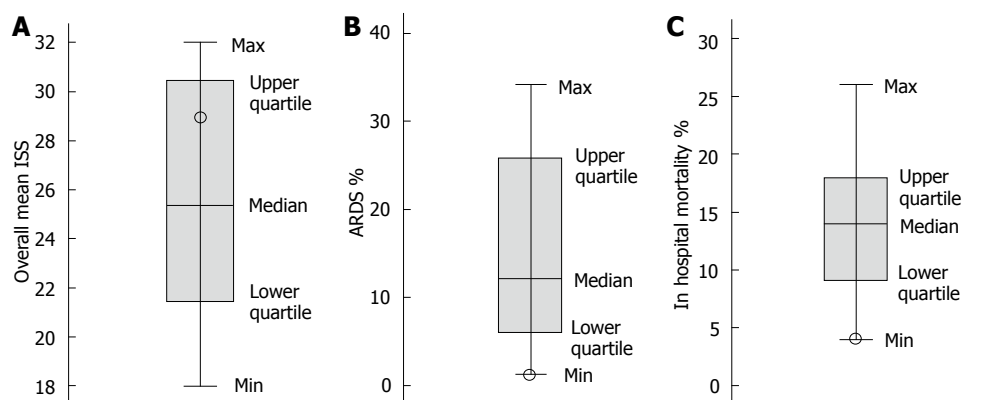 A
Overall mean ISS
32
30
28
26
24
22
20
18
Max
Upper
quartile
Median
Lower
quartile
Min
B
ARDS %
40
30
20
10
0
Max
Upper
quartile
Median
Lower
quartile
Min
C
In hospital mortality %
30
25
20
15
10
5
0
Max
Upper
quartile
Median
Lower
quartile
Min